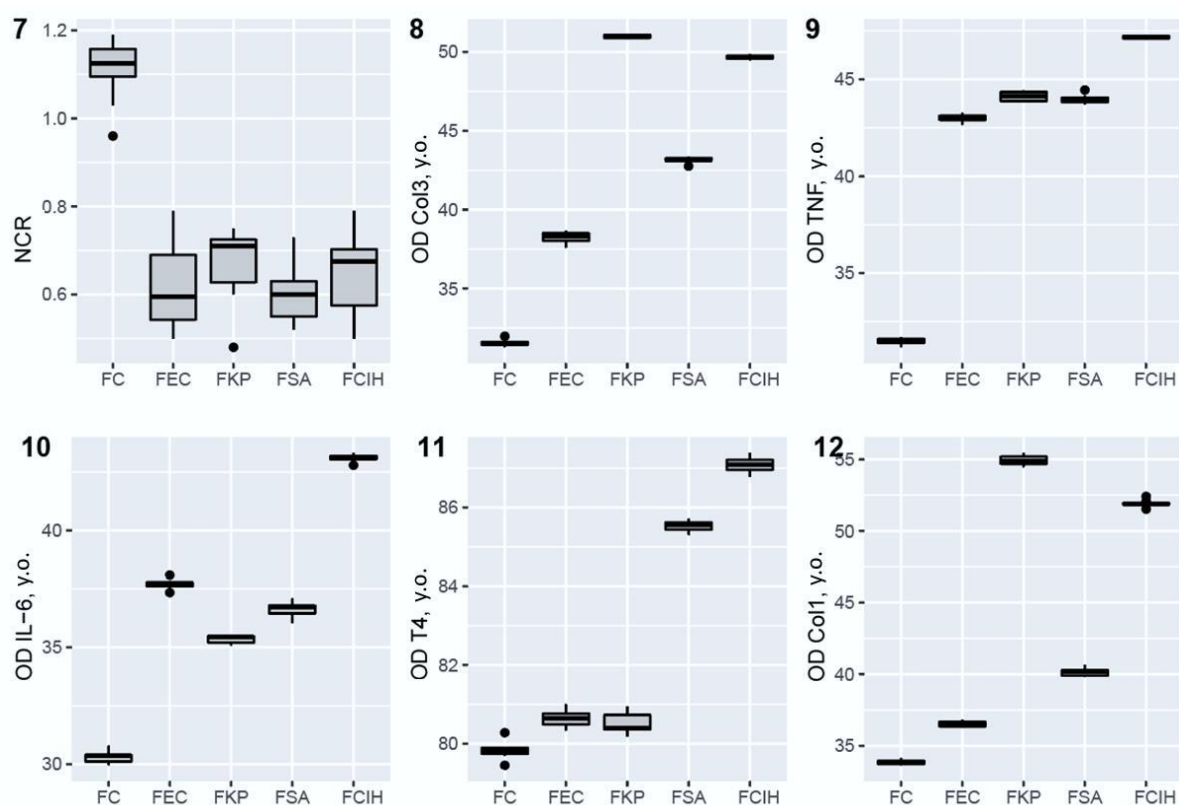 7
1.2
1.0
0.8
0.6
NCR
FC FEC FKP FSA FCIH
8
50
45
40
35
OD Col3, y.o.
FC FEC FKP FSA FCIH
9
45
40
35
OD TNF, y.o.
FC FEC FKP FSA FCIH
10
40
35
30
OD IL−6, y.o.
FC FEC FKP FSA FCIH
11
86
84
82
80
OD T4, y.o.
FC FEC FKP FSA FCIH
12
55
50
45
40
35
OD Col1, y.o.
FC FEC FKP FSA FCIH